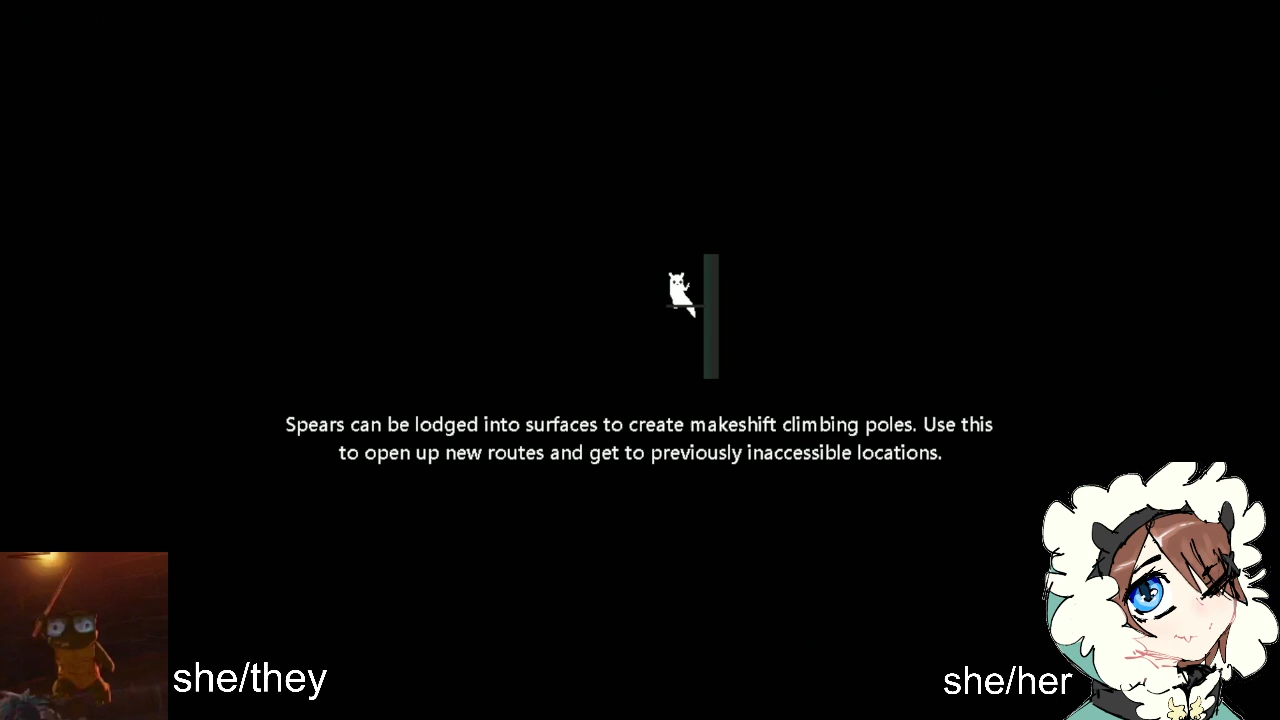 Spears can be lodged into surfaces to create makeshift climbing poles. Use this
to open up new routes and get to previously inaccessible locations.
she/they
she/her